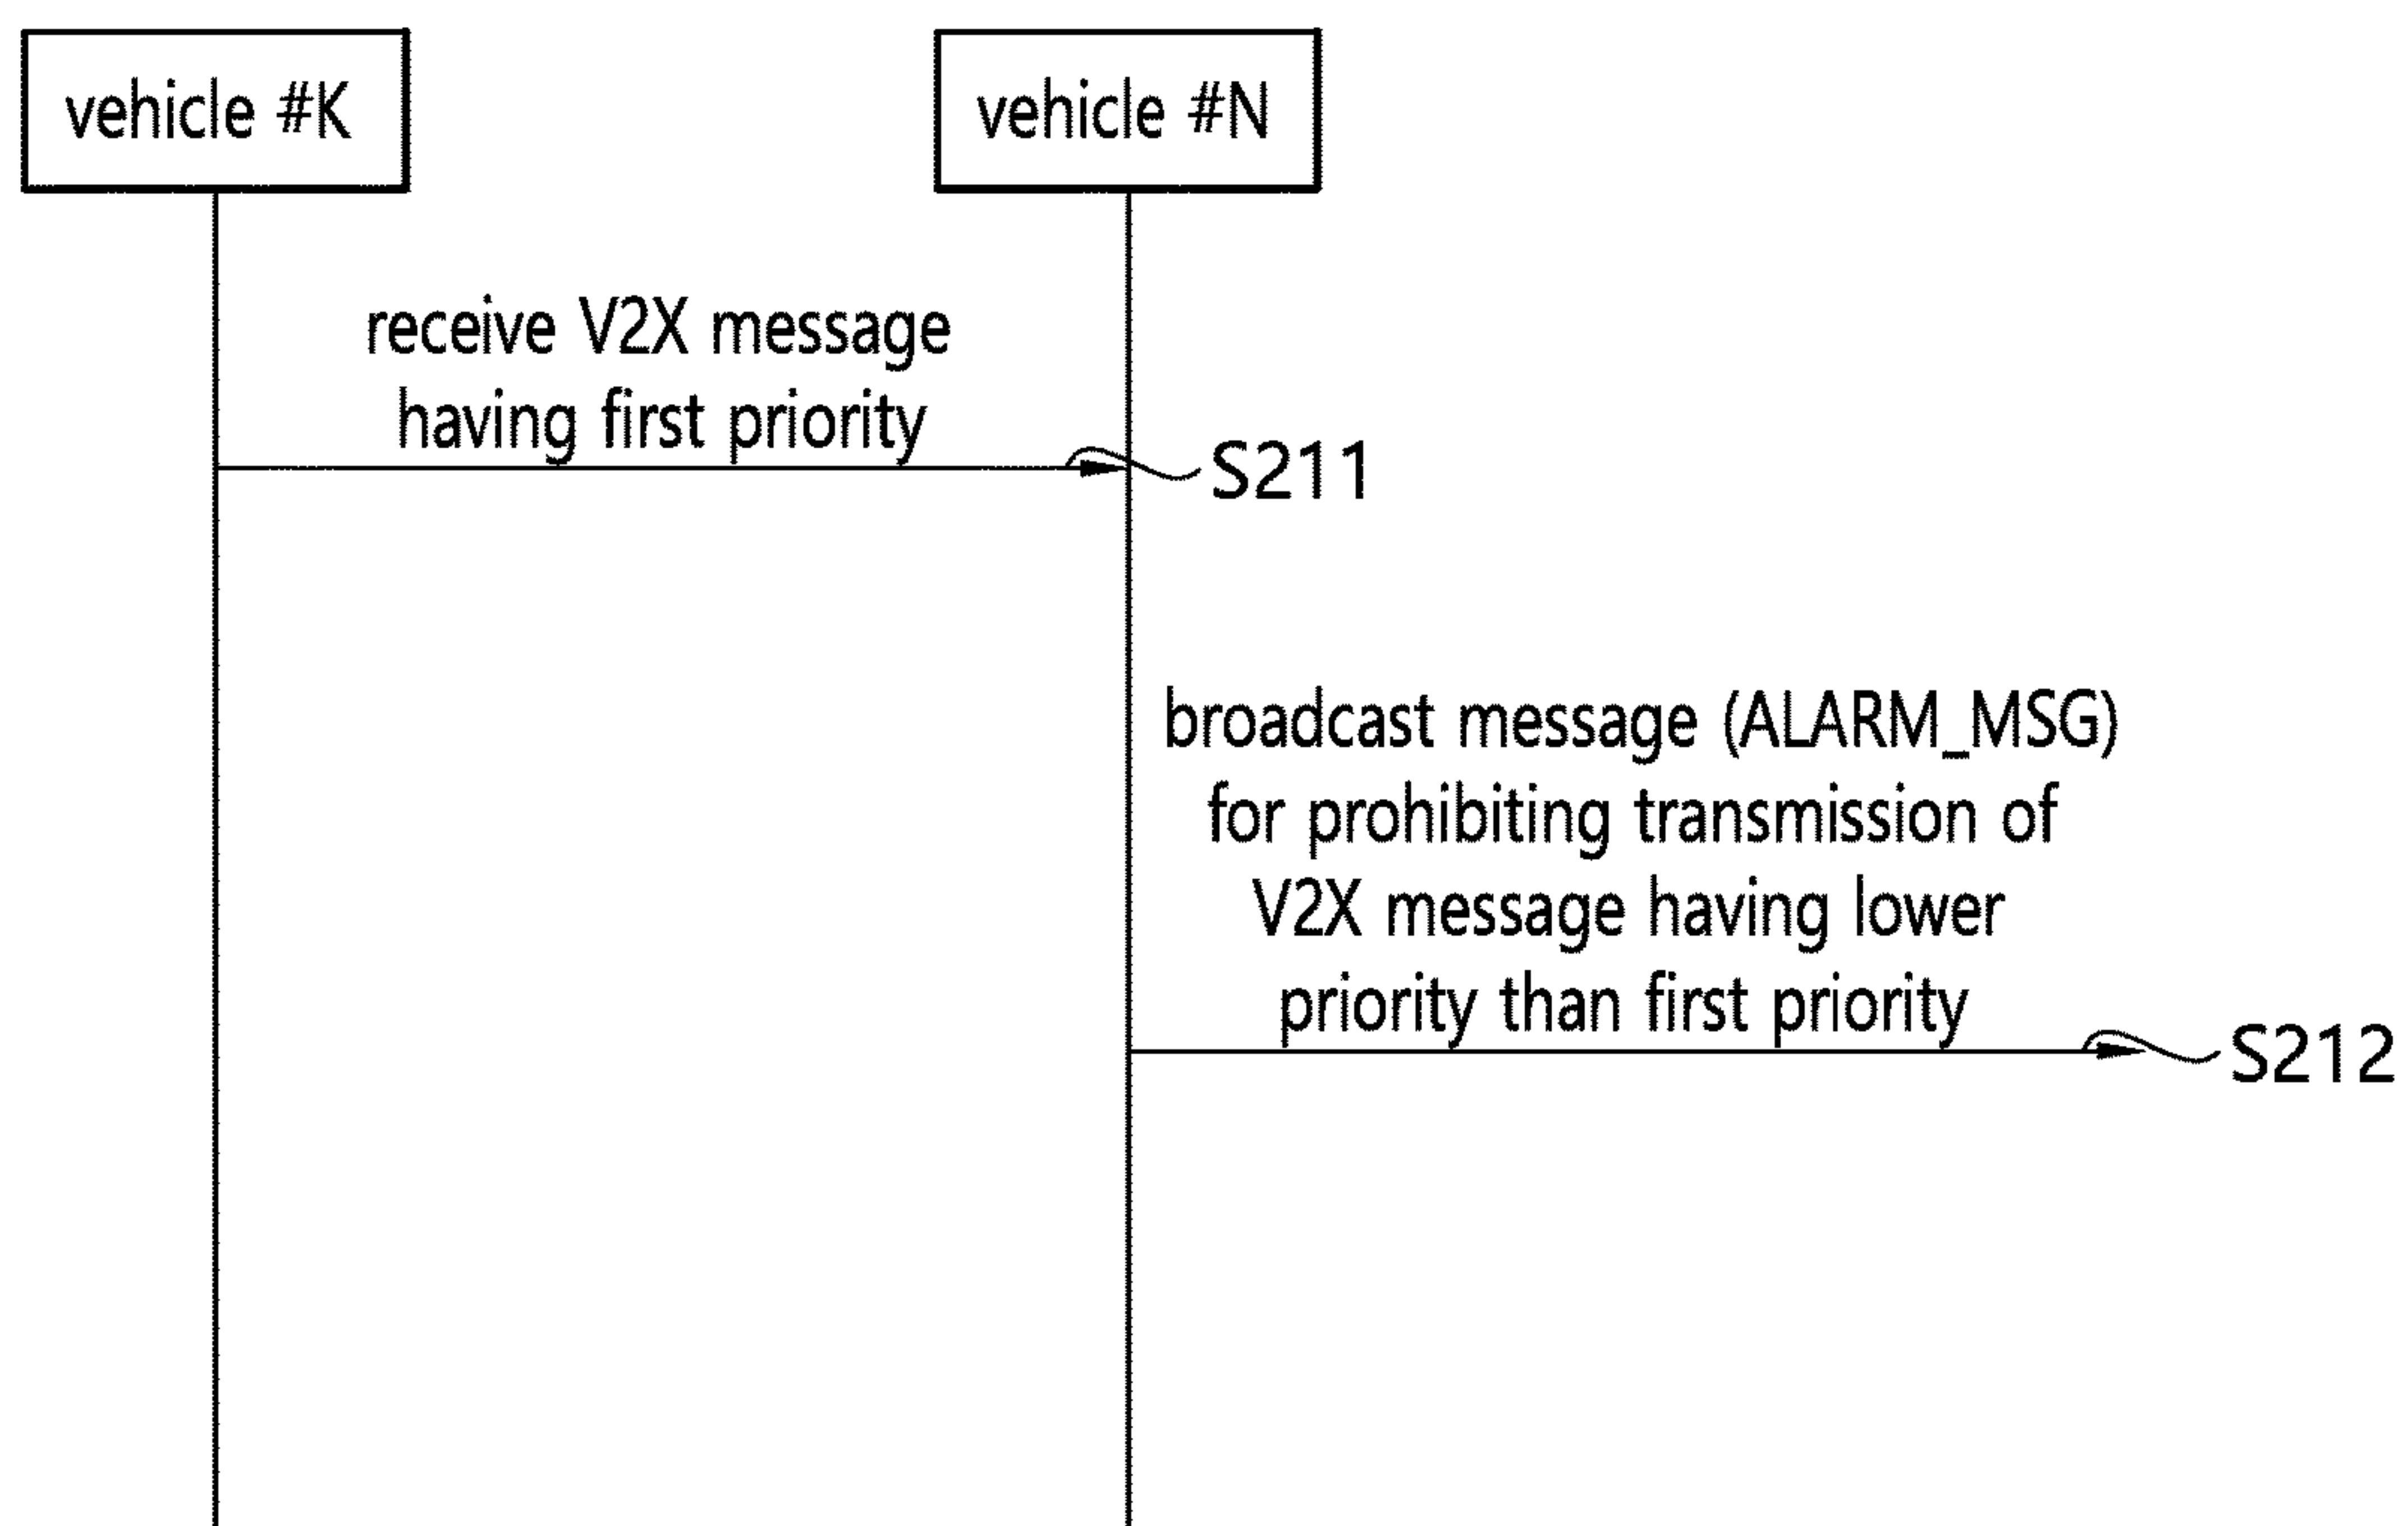 vehicle #K
vehicle #N
receive V2X message
having first priority
S211
broadcast message (ALARM_MSG)
for prohibiting transmission of
V2X message having lower
priority than first priority
S212